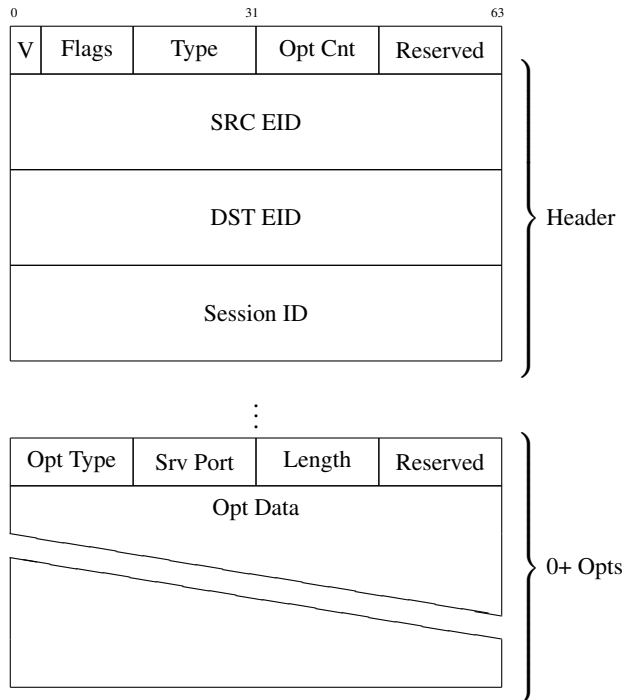 0 31 63
V Flags Type Opt Cnt Reserved
SRC EID
DST EID
Header
Session ID
⋮
Opt Type Srv Port Length Reserved
Opt Data
0+ Opts